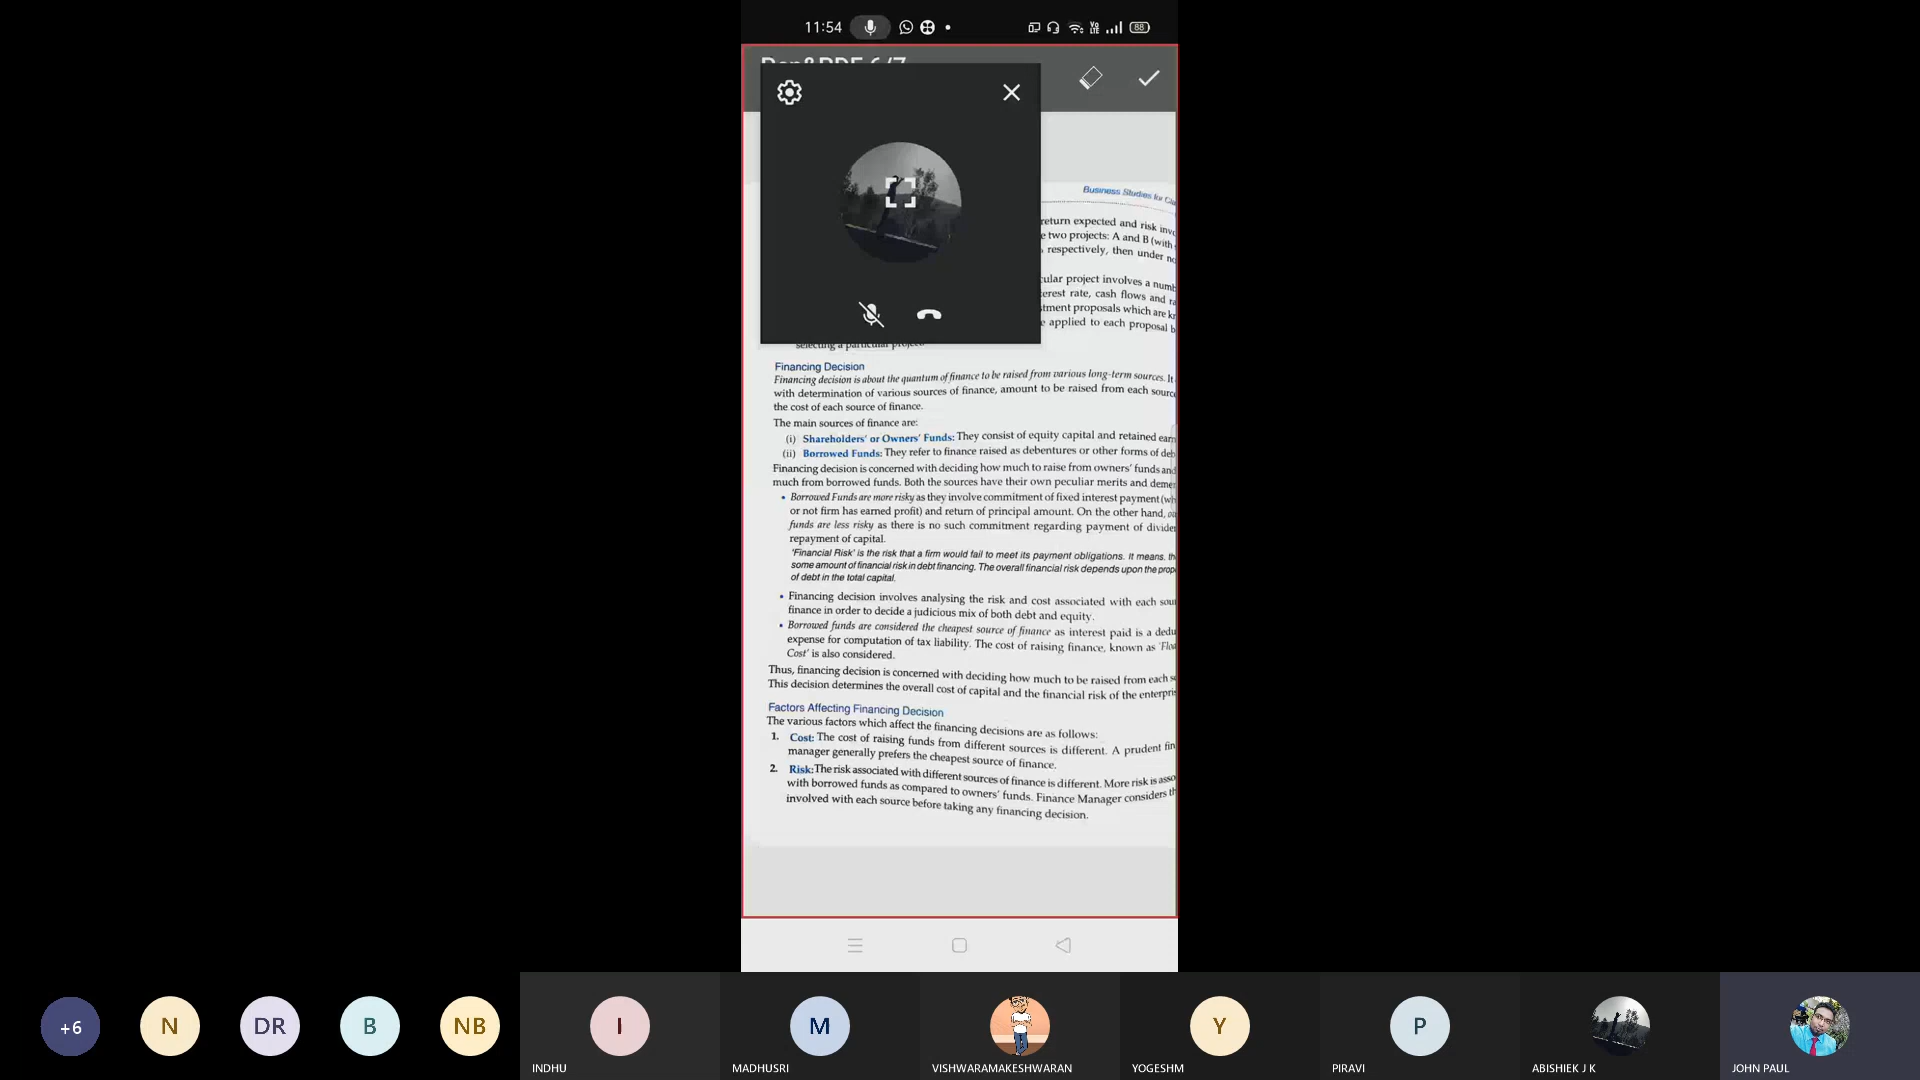 11:54
88
Business Studies for
return expected and risk
two projects: A and B (with
respectively, then under
project involves a
rate, cash flows and
proposals which are
applied to each proposal
selecting a particular project
Financing Decision
Financing decision is about the quantum of finance to be raised from various long-term sources. It
with determination of various sources of finance, amount to be raised from each
the cost of each source of finance.
The main sources of finance are:
(i) Shareholders' or Owners' Funds: They consist of equity capital and retained
(ii) Borrowed Funds: They refer to finance raised as debentures or other forms of
Financing decision is concerned with deciding how much to raise from owners' funds and
much from borrowed funds. Both the sources have their own peculiar merits and
• Borrowed Funds are more risky as they involve commitment of fixed interest payment
or not firm has earned profit) and return of principal amount. On the other hand,
funds are less risky as there is no such commitment regarding payment of
repayment of capital.
'Financial Risk' is the risk that a firm would fail to meet its payment obligations. It means,
some amount of financial risk in debt financing. The overall financial risk depends upon the
of debt in the total capital.
• Financing decision involves analysing the risk and cost associated with each
finance in order to decide a judicious mix of both debt and equity.
• Borrowed funds are considered the cheapest source of finance as interest paid is a
expense for computation of tax liability. The cost of raising finance, known as
Cost' is also considered.
Thus, financing decision is concerned with deciding how much to be raised from each
This decision determines the overall cost of capital and the financial risk of the
Factors Affecting Financing Decision
The various factors which affect the financing decisions are as follows:
1. Cost: The cost of raising funds from different sources is different. A prudent
manager generally prefers the cheapest source of finance.
2. Risk: The risk associated with different sources of finance is different. More risk is
with borrowed funds as compared to owners' funds. Finance Manager considers
involved with each source before taking any financing decision.
+6 N DR B NB I M Y P
INDHU MADHUSRI VISHWARAMAKESHWARAN YOGESHM PIRAVI ABISHIEK J K JOHN PAUL